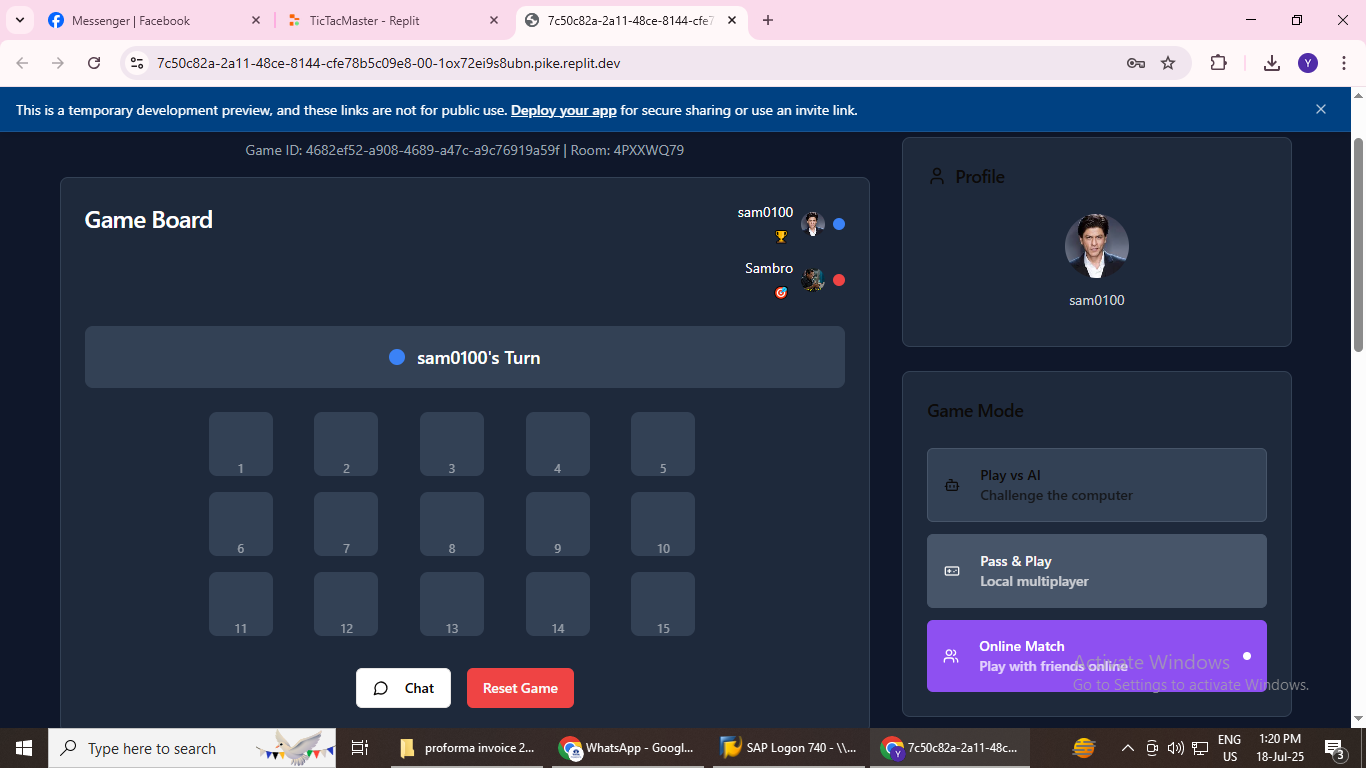 Messenger | Facebook
TicTacMaster - Replit
7c50c82a-2a11-48ce-8144-cfe7
7c50c82a-2a11-48ce-8144-cfe78b5c09e8-00-1ox72ei9s8ubn.pike.replit.dev
Y
This is a temporary development preview, and these links are not for public use. Deploy your app for secure sharing or use an invite link.
Game ID: 4682ef52-a908-4689-a47c-a9c76919a59f | Room: 4PXXWQ79
Game Board
sam0100
Sambro
sam0100's Turn
1 2 3 4 5
6 7 8 9 10
11 12 13 14 15
Chat
Reset Game
Profile
sam0100
Game Mode
Play vs AI
Challenge the computer
Pass & Play
Local multiplayer
Online Match
Play with friends online
Activate Windows
Go to Settings to activate Windows.
Type here to search
proforma invoice 2...
WhatsApp - Googl...
SAP Logon 740 - \\...
7c50c82a-2a11-48c...
ENG
US
1:20 PM
18-Jul-25
3